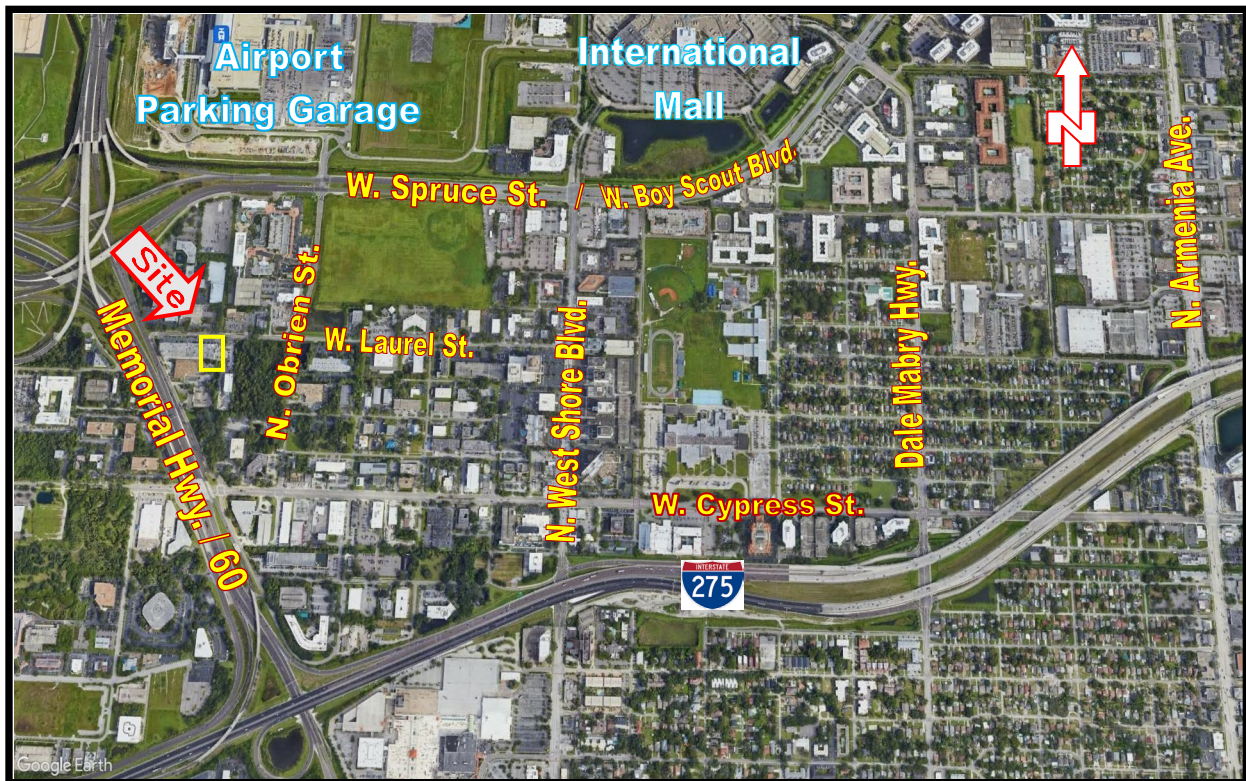 Airport
Parking Garage
International
Mall
N
W. Spruce St. / W. Boy Scout Blvd.
N. Armenia Ave.
Site
N. Obrien St.
Memorial Hwy. / 60
W. Laurel St.
N. West Shore Blvd.
Dale Mabry Hwy.
W. Cypress St.
INTERSTATE
275
Google Earth